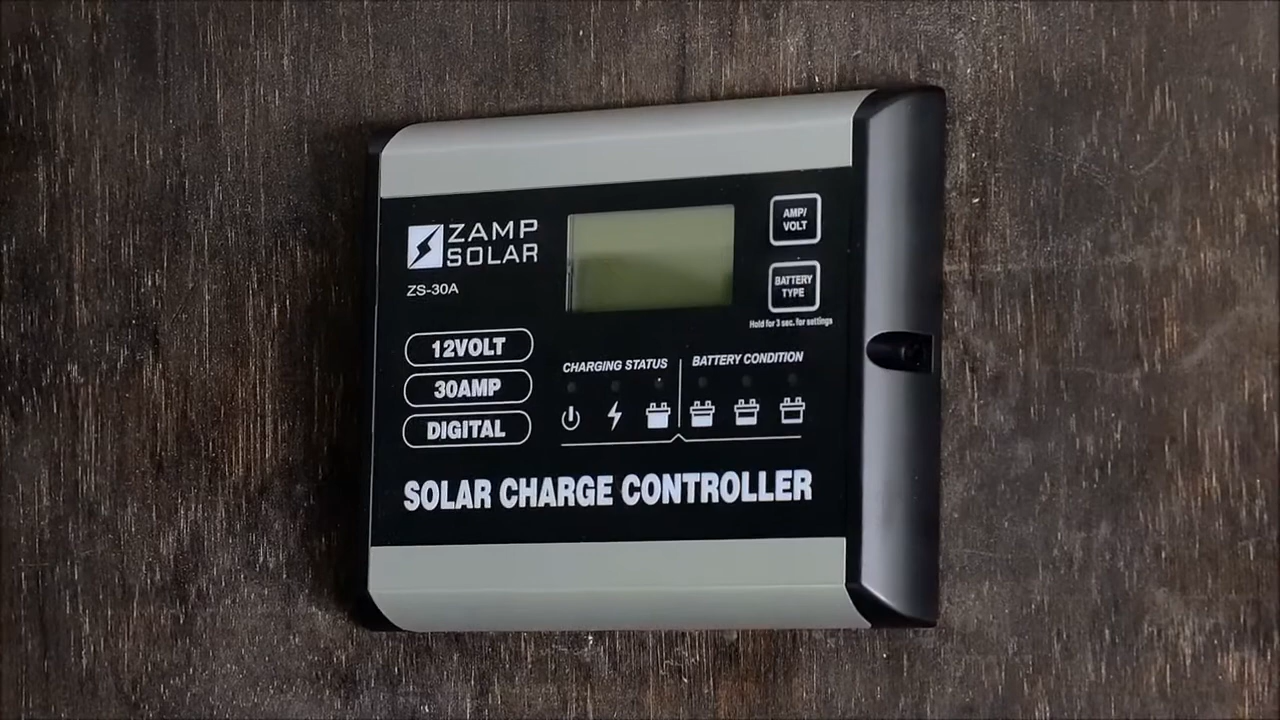 ZAMP
SOLAR
ZS-30A
12VOLT
30AMP
DIGITAL
AMP/
VOLT
BATTERY
TYPE
Hold for 3 sec. for settings
CHARGING STATUS
BATTERY CONDITION
SOLAR CHARGE CONTROLLER